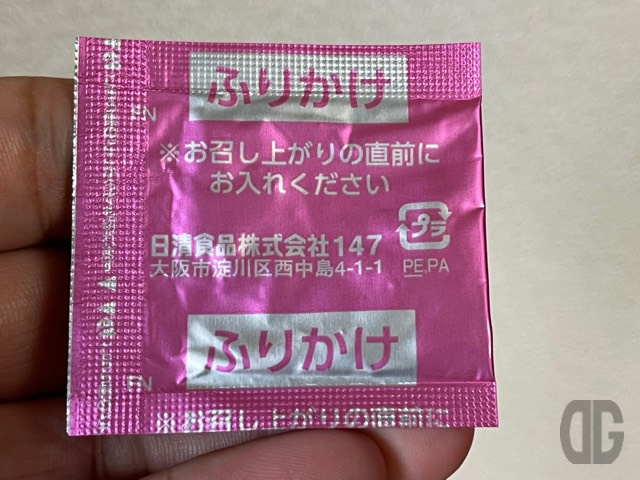 ふりかけ
FN
※お召し上がりの直前に
お入れください
プラ
日清食品株式会社147
大阪市淀川区西中島4-1-1
PE,PA
ふりかけ
FN
※お召し上がりの直前に
DG